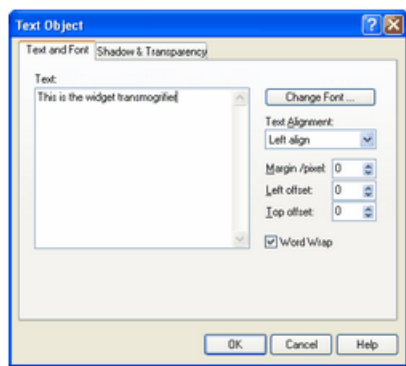 Text Object
Text and Font Shadow & Transparency
Text:
This is the widget transmogrifier
Change Font ...
Text Alignment:
Left align
Margin /pixel: 0
Left offset: 0
Top offset: 0
Word Wrap
OK Cancel Help